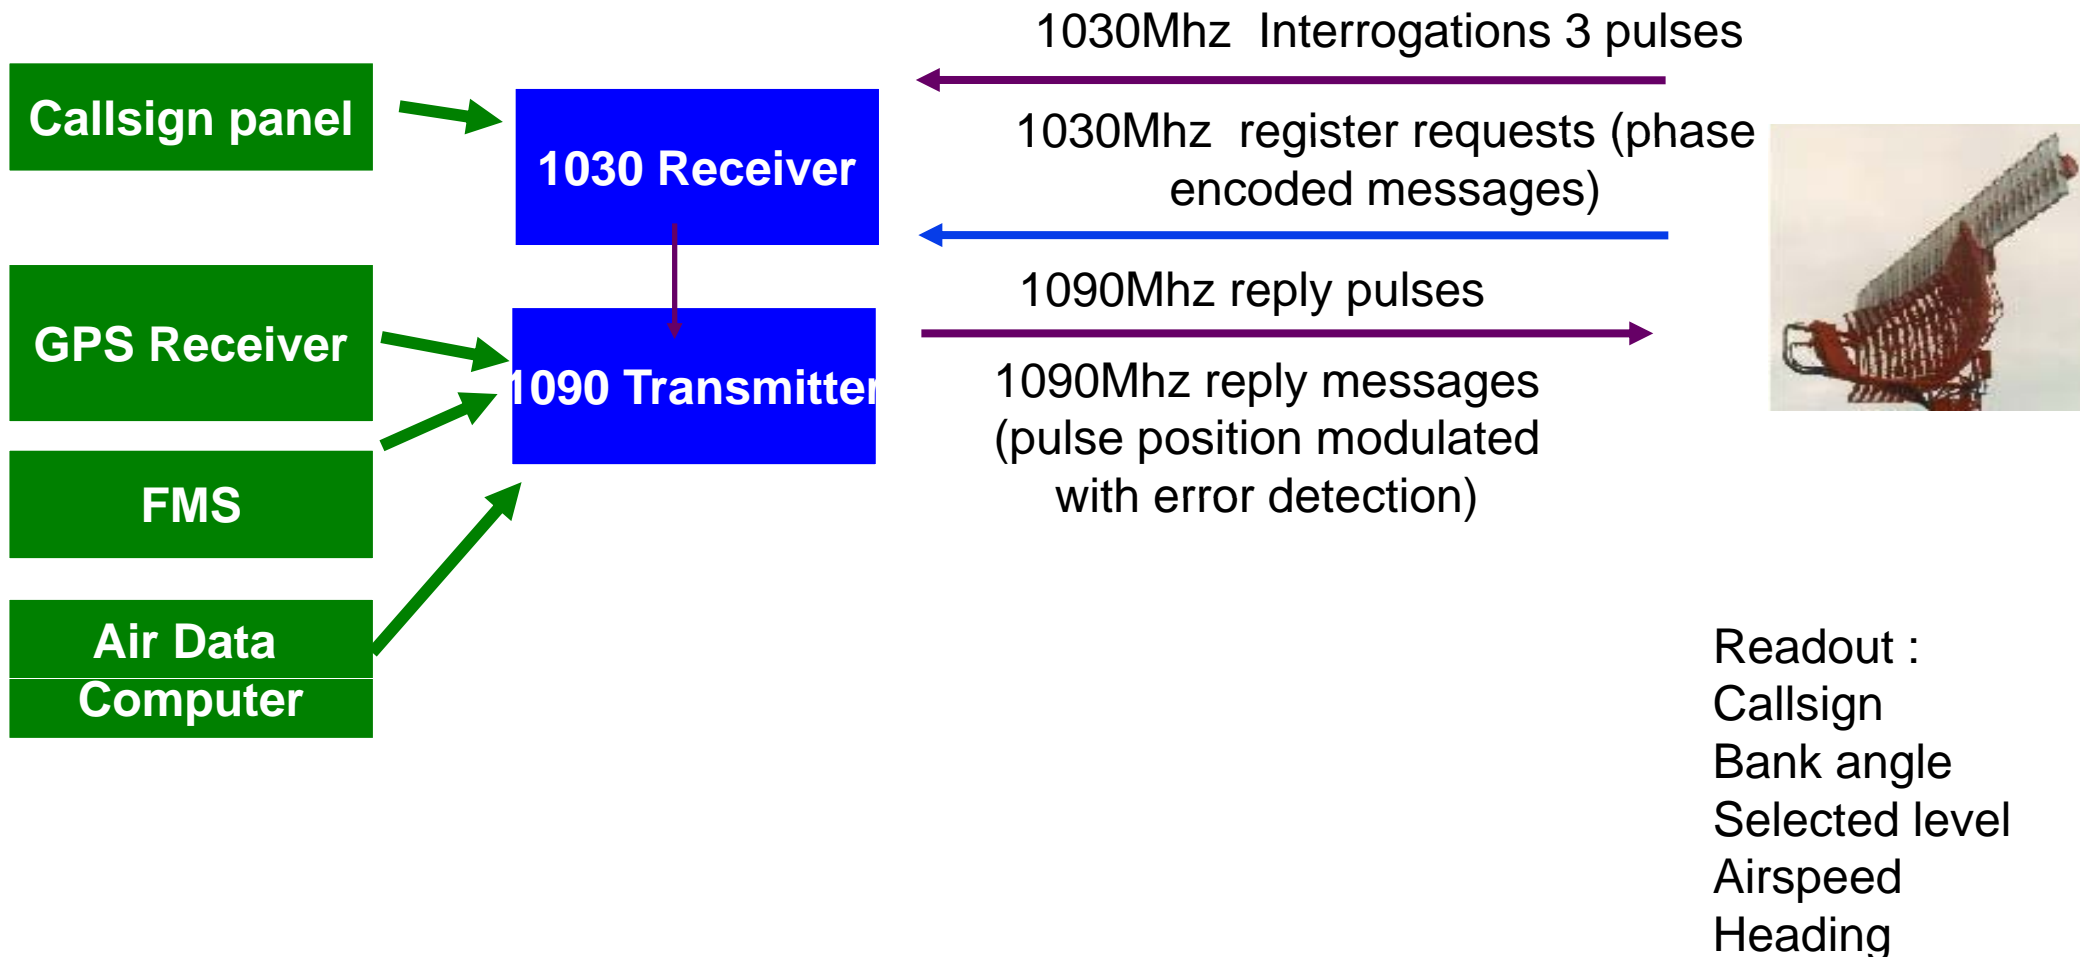 1030Mhz  Interrogations 3 pulses
Callsign panel
1030 Receiver
1030Mhz  register requests (phase
encoded messages)
GPS Receiver
1090 Transmitter
1090Mhz reply pulses
1090Mhz reply messages
(pulse position modulated
with error detection)
FMS
Air Data
Computer
Readout :
Callsign
Bank angle
Selected level
Airspeed
Heading